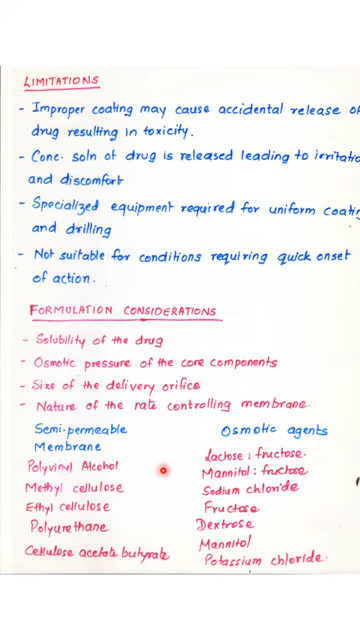 LIMITATIONS
- Improper coating may cause accidental release of
drug resulting in toxicity.
- Conc. soln of drug is released leading to irritatio
and discomfort
- Specialized equipment required for uniform coatin
and drilling
- Not suitable for conditions requiring quick onset
of action.
FORMULATION CONSIDERATIONS
- Solubility of the drug
- Osmotic pressure of the core components
- Size of the delivery orifice
- Nature of the rate controlling membrane.
Semi-permeable
Membrane
Polyvinyl Alcohol
Methyl cellulose
Ethyl cellulose
Polyurethane
Cellulose acetate butyrate
Osmotic agents
Lactose : fructose.
Mannitol : fructose
Sodium chloride
Fructose
Dextrose
Mannitol
Potassium chloride.